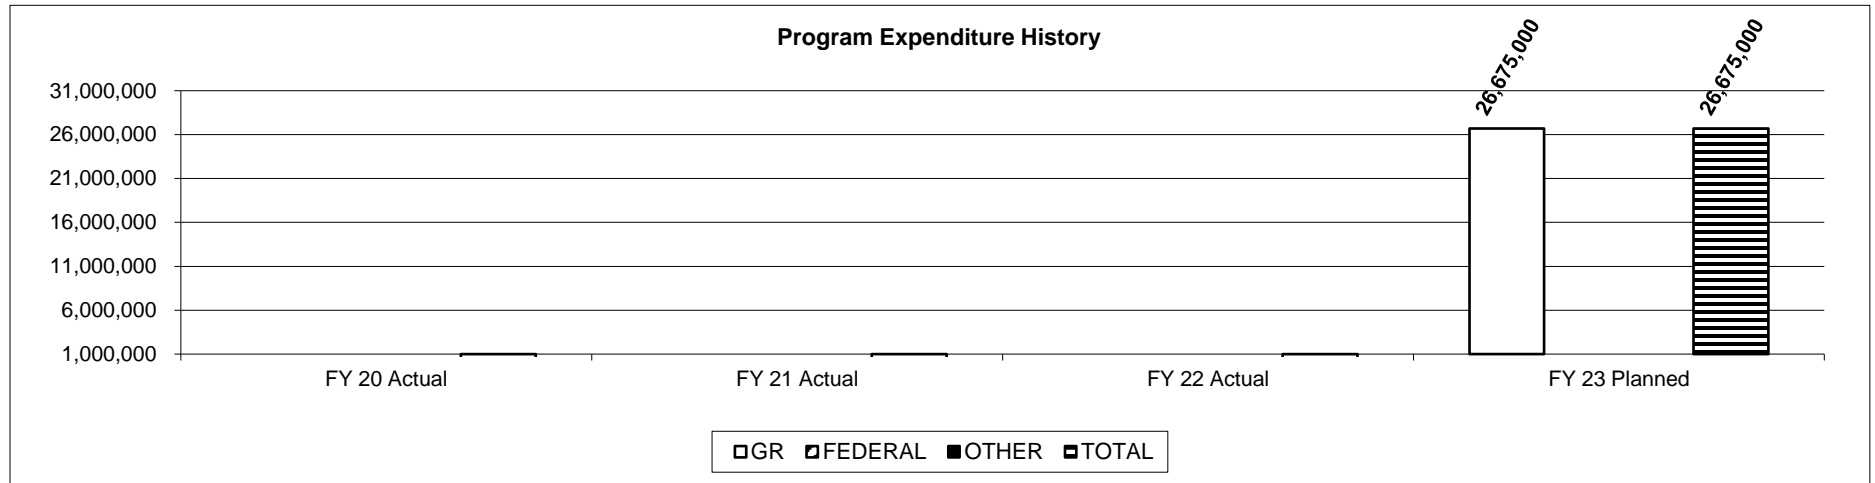 Program Expenditure History
26,675,000 26,675,000
31,000,000
26,000,000
21,000,000
16,000,000
11,000,000
6,000,000
1,000,000
FY 20 Actual FY 21 Actual FY 22 Actual FY 23 Planned
GR FEDERAL OTHER TOTAL